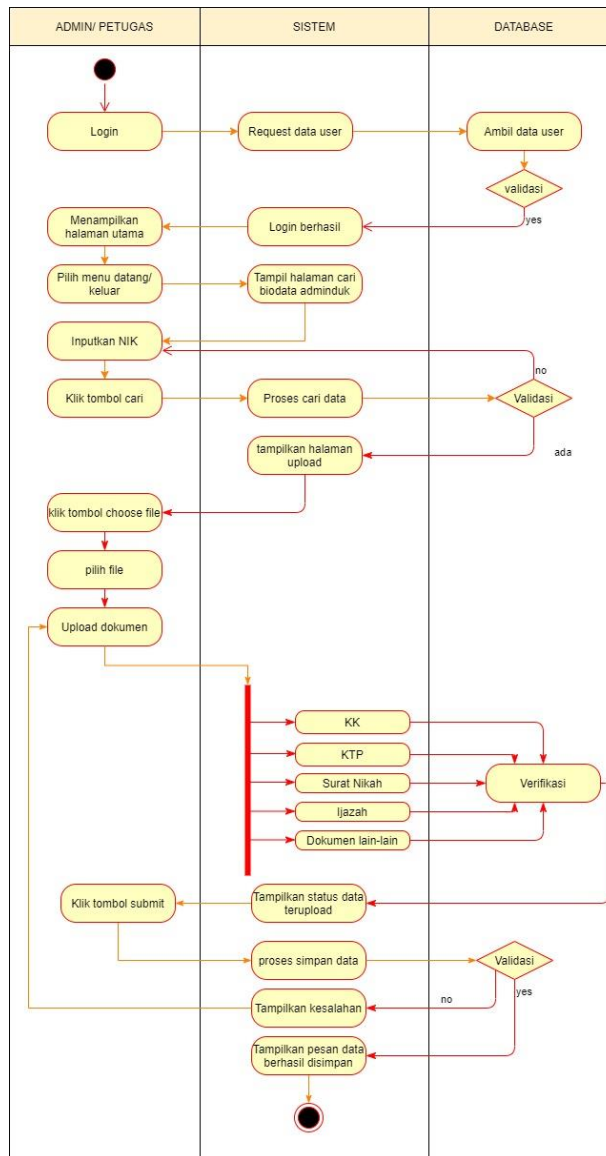 ADMIN/ PETUGAS
SISTEM
DATABASE
Login
Request data user
Ambil data user
validasi
yes
Menampilkan
halaman utama
Login berhasil
Pilih menu datang/
keluar
Tampil halaman cari
biodata adminduk
Inputkan NIK
no
Klik tombol cari
Proses cari data
Validasi
tampilkan halaman
upload
ada
klik tombol choose file
pilih file
Upload dokumen
KK
KTP
Surat Nikah
Ijazah
Dokumen lain-lain
Verifikasi
Klik tombol submit
Tampilkan status data
terupload
proses simpan data
Validasi
yes
no
Tampilkan kesalahan
Tampilkan pesan data
berhasil disimpan